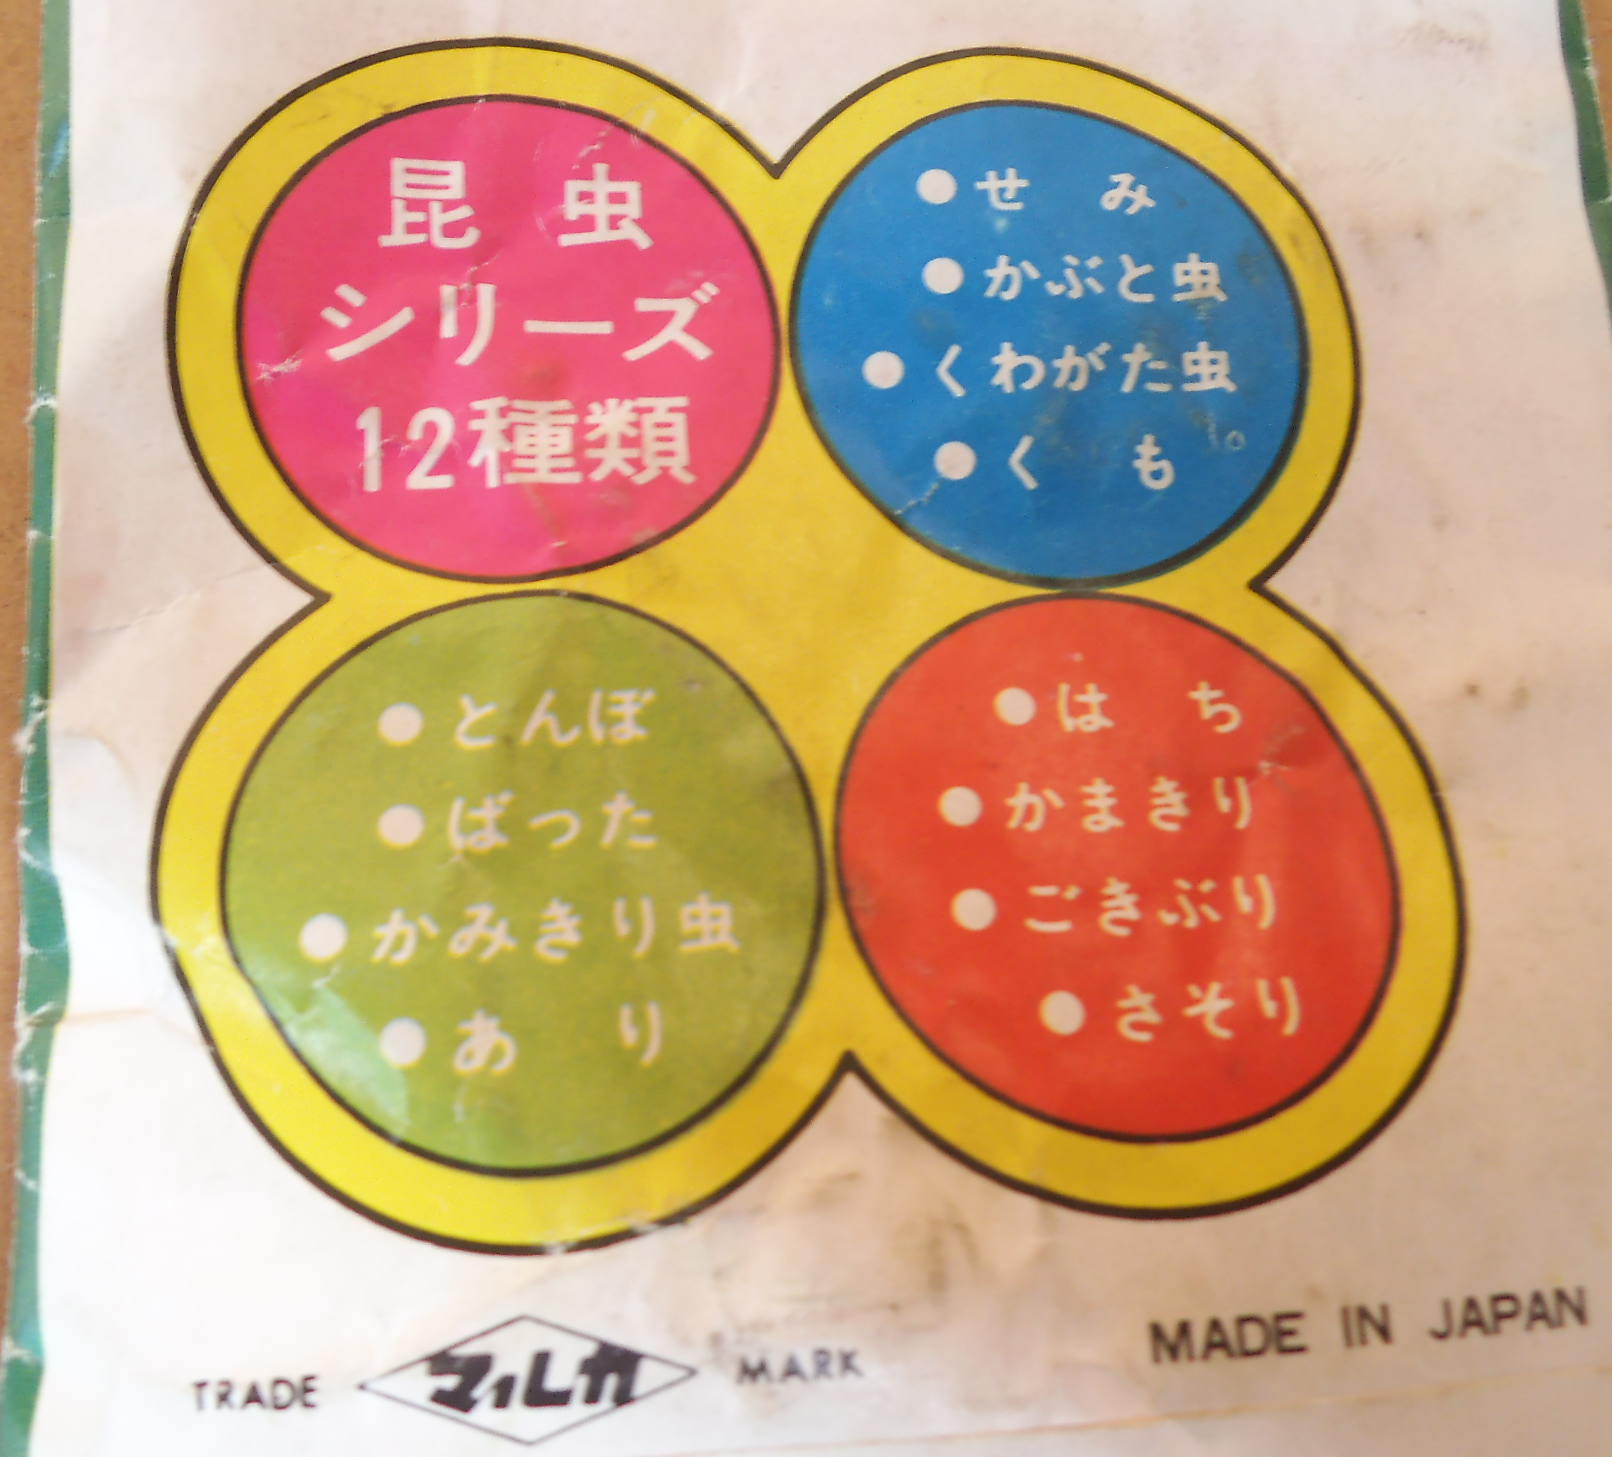 昆虫
シリーズ
12種類
●せみ
●かぶと虫
●くわがた虫
●くも
●とんぼ
●ばった
●かみきり虫
●あり
●はち
●かまきり
●ごきぶり
●さそり
TRADE マルカ MARK
MADE IN JAPAN